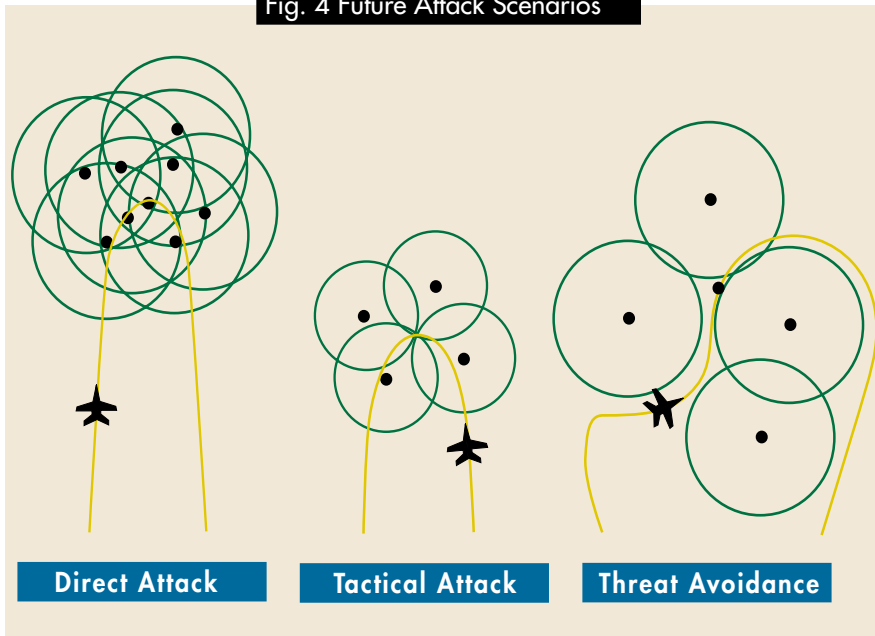 Fig. 4 Future Attack Scenarios
Direct Attack
Tactical Attack
Threat Avoidance